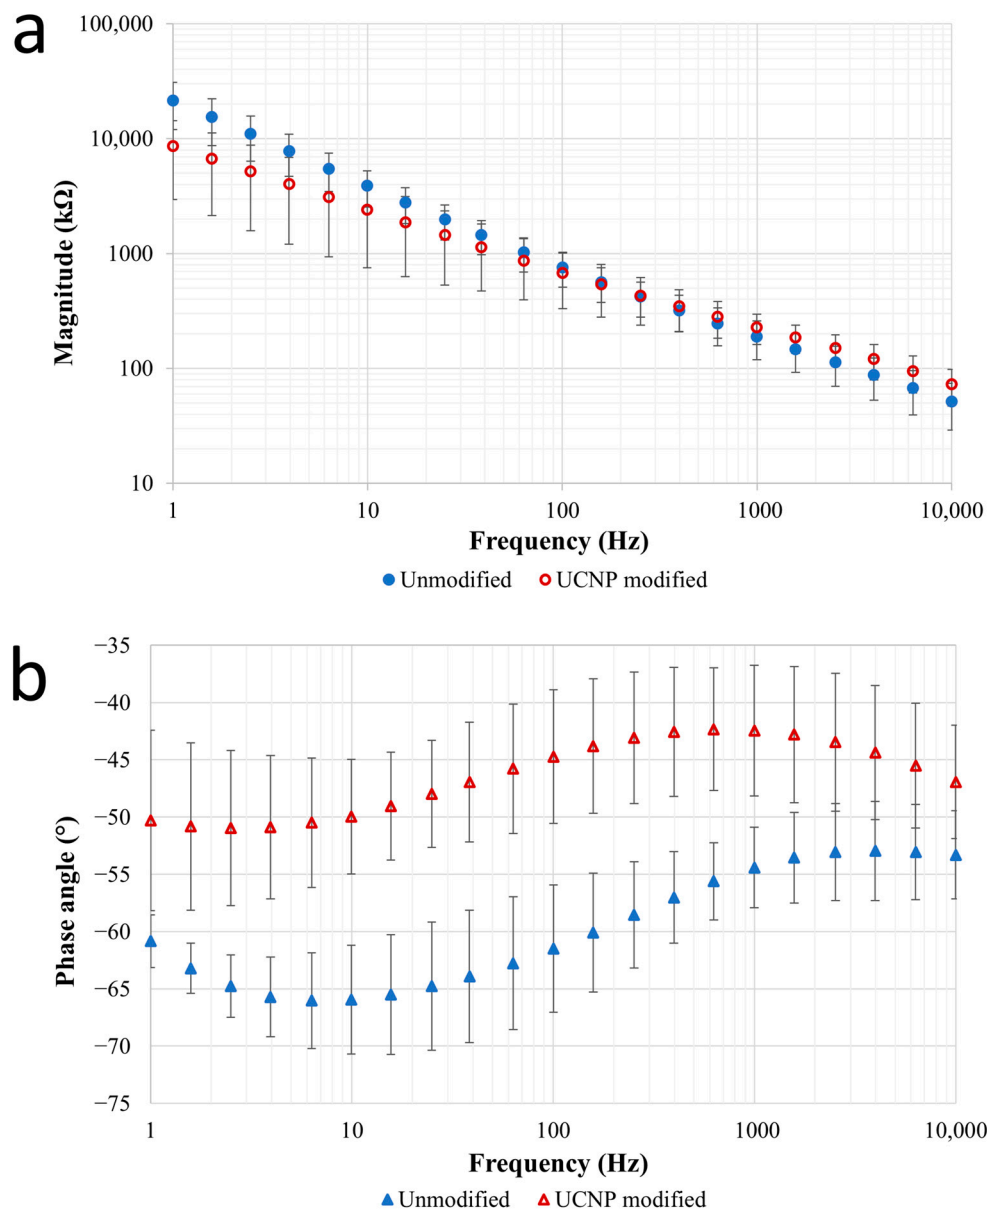 a
100,000
10,000
1000
100
10
Magnitude (kΩ)
1 10 100 1000 10,000
Frequency (Hz)
Unmodified UCNP modified
b
−35
−40
−45
−50
−55
−60
−65
−70
−75
Phase angle (°)
1 10 100 1000 10,000
Frequency (Hz)
Unmodified UCNP modified